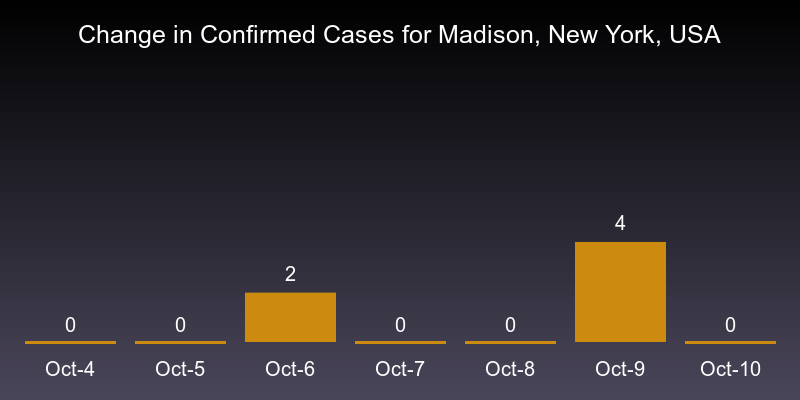 Change in Confirmed Cases for Madison, New York, USA
4
2
0 0 0 0 0
Oct-4 Oct-5 Oct-6 Oct-7 Oct-8 Oct-9 Oct-10